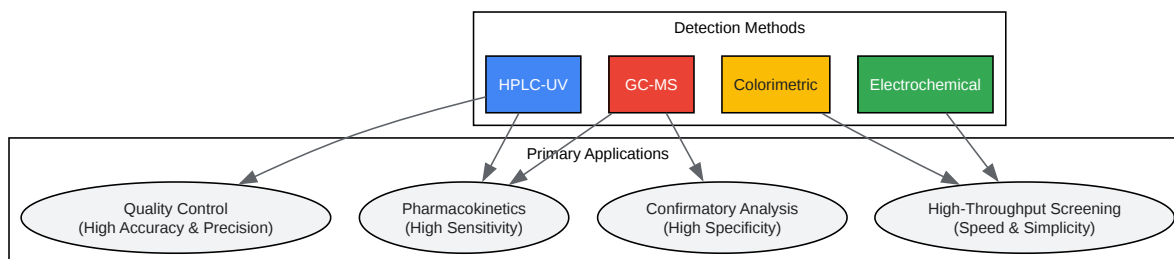 Detection Methods
HPLC-UV
GC-MS
Colorimetric
Electrochemical
Primary Applications
Quality Control
(High Accuracy & Precision)
Pharmacokinetics
(High Sensitivity)
Confirmatory Analysis
(High Specificity)
High-Throughput Screening
(Speed & Simplicity)